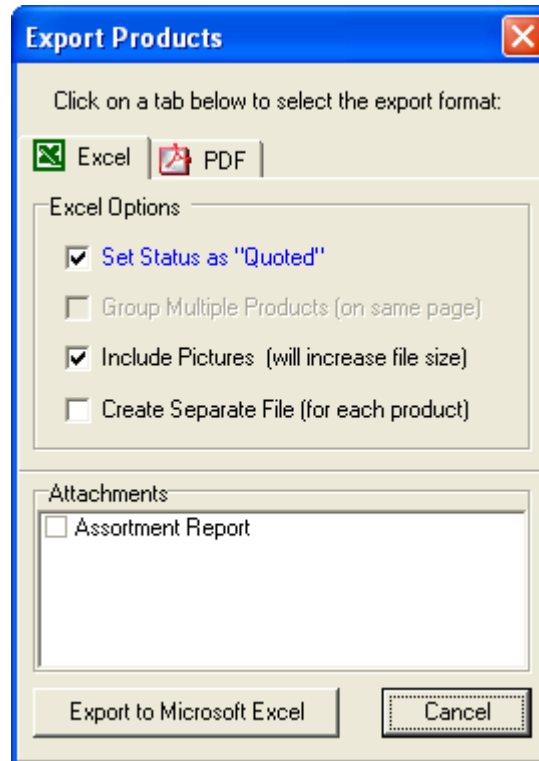 Export Products
Click on a tab below to select the export format:
Excel
PDF
Excel Options
Set Status as "Quoted"
Group Multiple Products (on same page)
Include Pictures (will increase file size)
Create Separate File (for each product)
Attachments
Assortment Report
Export to Microsoft Excel
Cancel